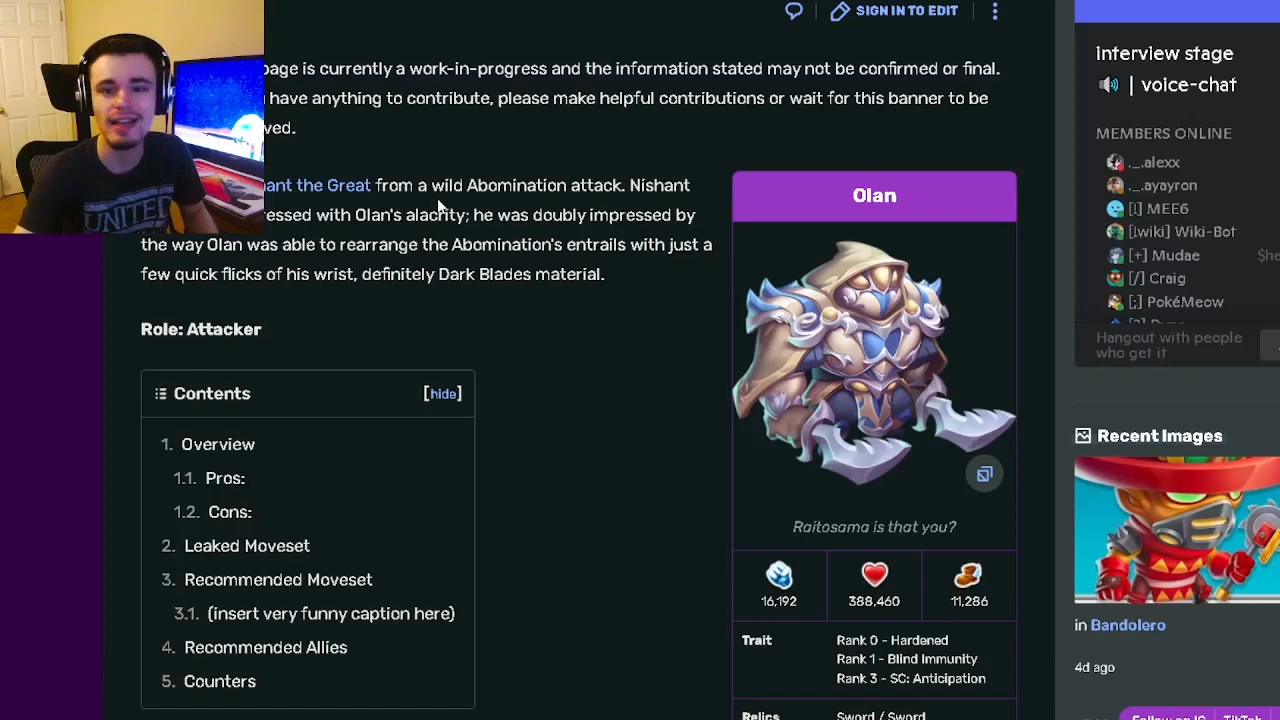 SIGN IN TO EDIT
page is currently a work-in-progress and the information stated may not be confirmed or final.
have anything to contribute, please make helpful contributions or wait for this banner to be
ved.
ant the Great from a wild Abomination attack. Nishant
essed with Olan's alacrity; he was doubly impressed by
the way Olan was able to rearrange the Abomination's entrails with just a
few quick flicks of his wrist, definitely Dark Blades material.
Role: Attacker
Contents [hide]
1. Overview
1.1. Pros:
1.2. Cons:
2. Leaked Moveset
3. Recommended Moveset
3.1. (insert very funny caption here)
4. Recommended Allies
5. Counters
UNITED
Olan
Raitosama is that you?
16,192 388,460 11,286
Trait Rank 0 - Hardened
Rank 1 - Blind Immunity
Rank 3 - SC: Anticipation
Relics Sword / Sword
interview stage
| voice-chat
MEMBERS ONLINE
._.alexx
._.ayayron
[!] MEE6
[!wiki] Wiki-Bot
[+] Mudae $he
[/] Craig
[;] PokéMeow
Hangout with people
who get it
Recent Images
in Bandolero
4d ago
Follow on IG TikTok